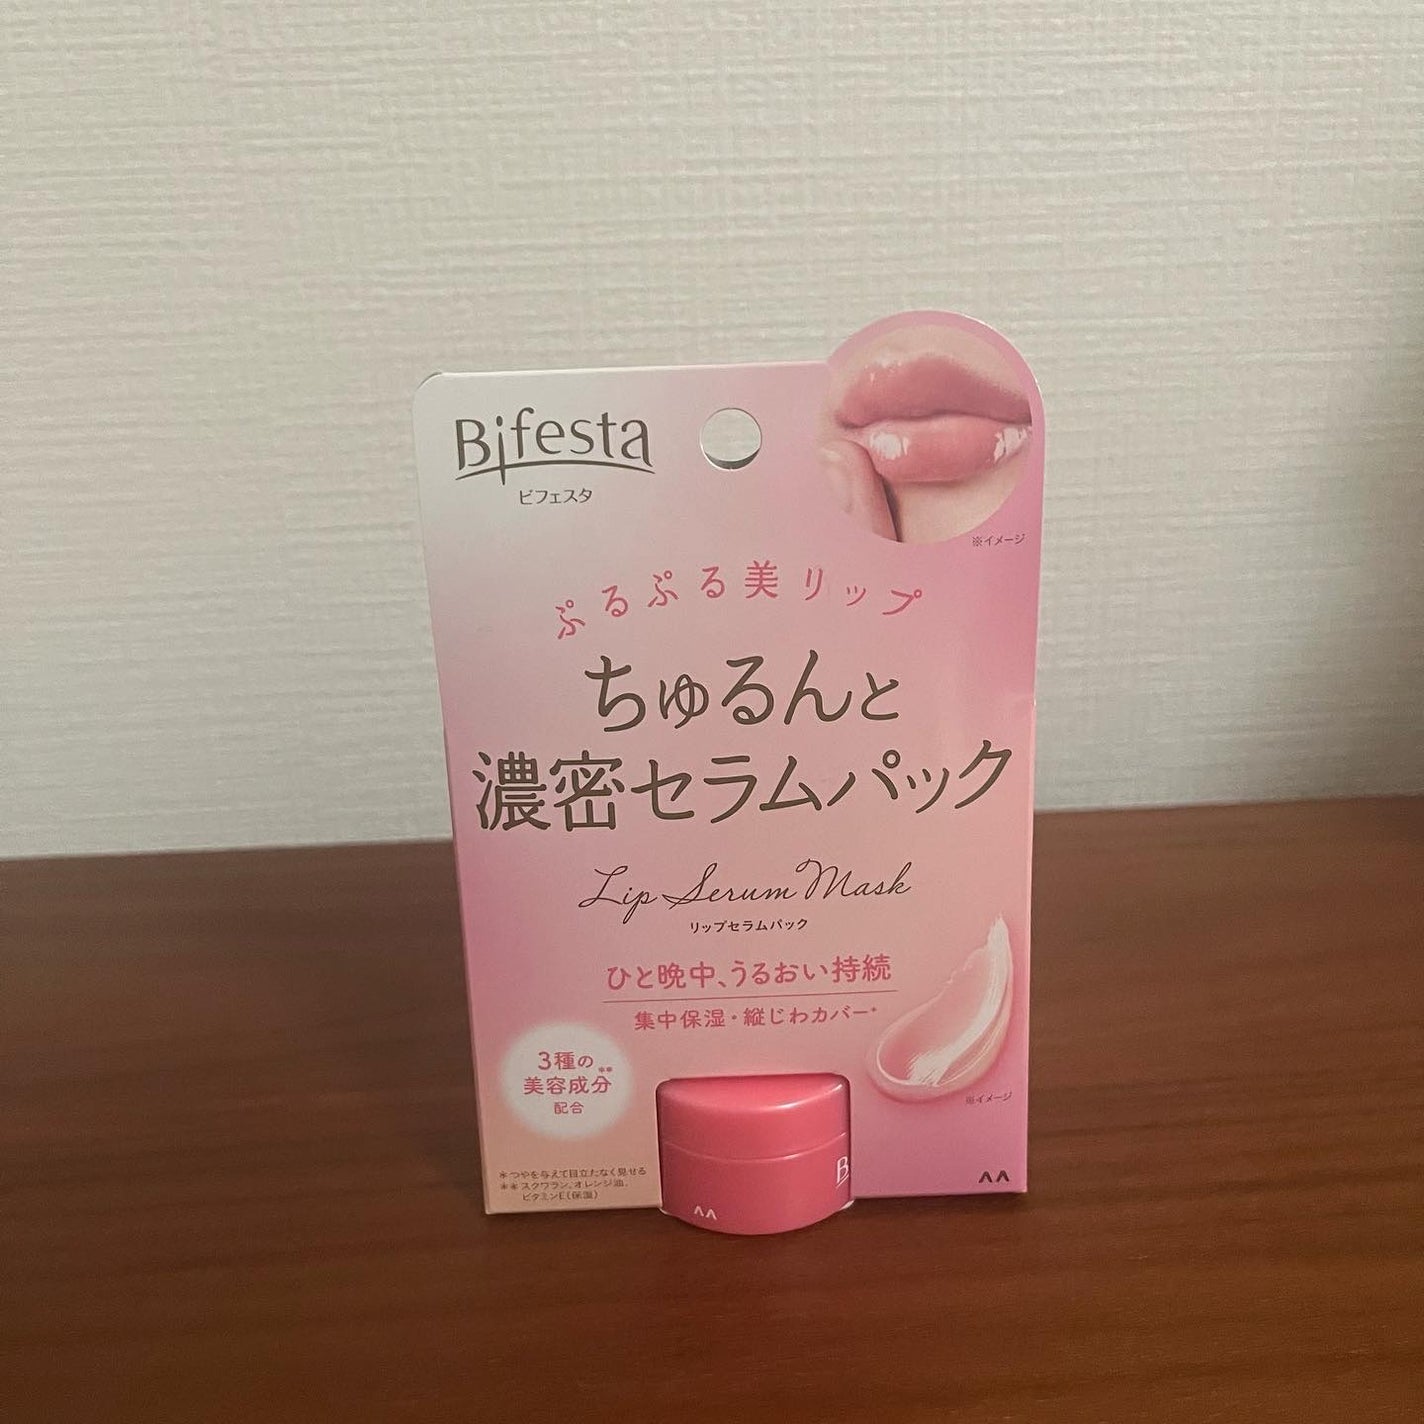 Bifesta
ビフェスタ
※イメージ
ぷるぷる美リップ
ちゅるんと
濃密セラムパック
Lip Serum Mask
リップセラムパック
ひと晩中、うるおい持続
集中保湿・縦じわカバー*
3種の
美容成分**
配合
※イメージ
*つやを与えて目立たなく見せる
**スクワラン、オレンジ油、
ビタミンE(保湿)
B